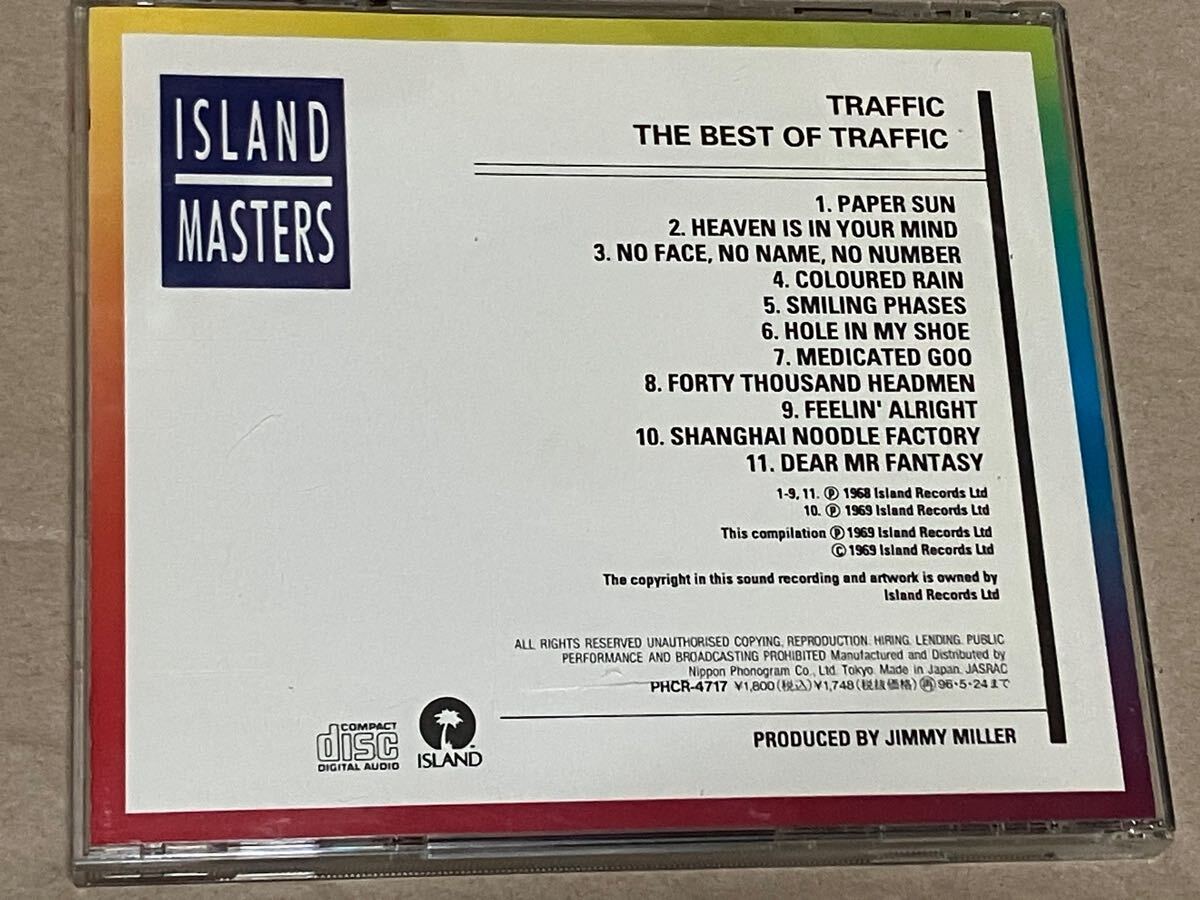 ISLAND
MASTERS
TRAFFIC
THE BEST OF TRAFFIC
1. PAPER SUN
2. HEAVEN IS IN YOUR MIND
3. NO FACE, NO NAME, NO NUMBER
4. COLOURED RAIN
5. SMILING PHASES
6. HOLE IN MY SHOE
7. MEDICATED GOO
8. FORTY THOUSAND HEADMEN
9. FEELIN' ALRIGHT
10. SHANGHAI NOODLE FACTORY
11. DEAR MR FANTASY
1-9, 11. ℗ 1968 Island Records Ltd
10. ℗ 1969 Island Records Ltd
This compilation ℗ 1969 Island Records Ltd
© 1969 Island Records Ltd
The copyright in this sound recording and artwork is owned by
Island Records Ltd
ALL RIGHTS RESERVED UNAUTHORISED COPYING, REPRODUCTION. HIRING. LENDING. PUBLIC
PERFORMANCE AND BROADCASTING PROHIBITED Manufactured and Distributed by
Nippon Phonogram Co., Ltd. Tokyo. Made in Japan. JASRAC
PHCR-4717 ¥1,800(税込)¥1,748(税抜価格)再96・5・24まで
COMPACT
disc
DIGITAL AUDIO
ISLAND
PRODUCED BY JIMMY MILLER